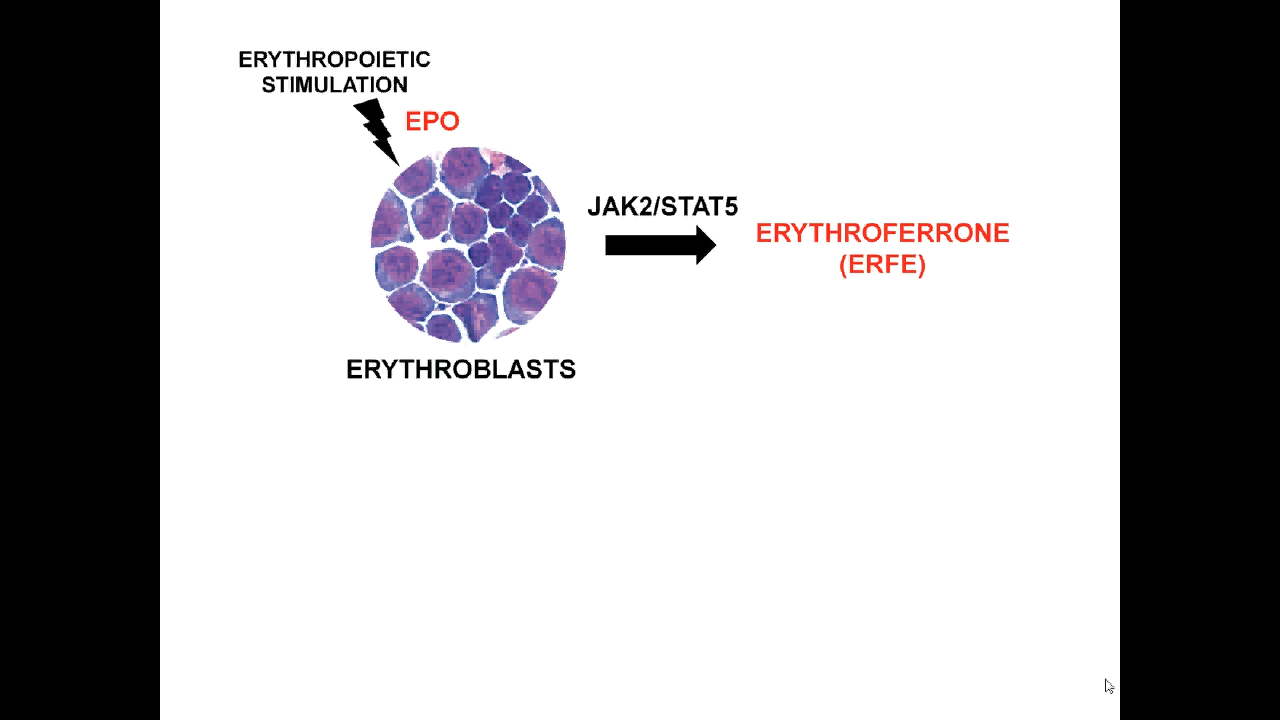 ERYTHROPOIETIC
STIMULATION
EPO
JAK2/STAT5
ERYTHROFERRONE
(ERFE)
ERYTHROBLASTS